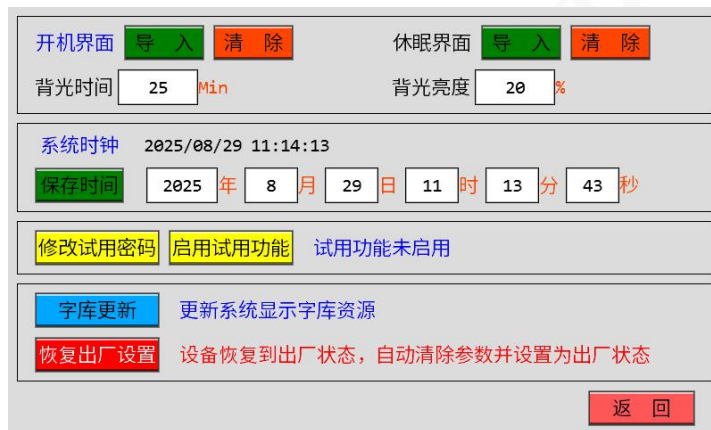 开机界面 导 入 清 除 休眠界面 导 入 清 除
背光时间 25 Min 背光亮度 20 %
系统时钟 2025/08/29 11:14:13
保存时间 2025 年 8 月 29 日 11 时 13 分 43 秒
修改试用密码 启用试用功能 试用功能未启用
字库更新 更新系统显示字库资源
恢复出厂设置 设备恢复到出厂状态，自动清除参数并设置为出厂状态
返 回